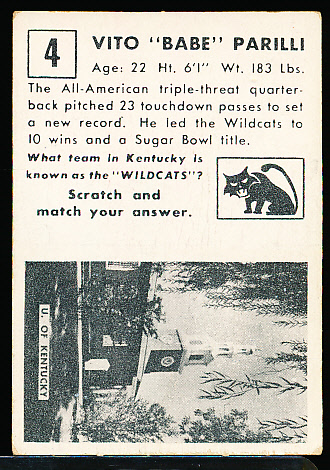 4
VITO "BABE" PARILLI
Age: 22 Ht. 6'1" Wt. 183 Lbs.
The All-American triple-threat quarter-
back pitched 23 touchdown passes to set
a new record. He led the Wildcats to
10 wins and a Sugar Bowl title.
What team in Kentucky is
known as the "WILDCATS"?
Scratch and
match your answer.
U. OF KENTUCKY